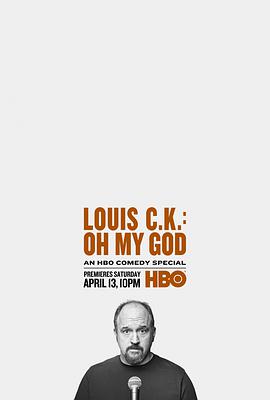 LOUIS C.K.:
OH MY GOD
AN HBO COMEDY SPECIAL
PREMIERES SATURDAY
APRIL 13, 10PM HBO